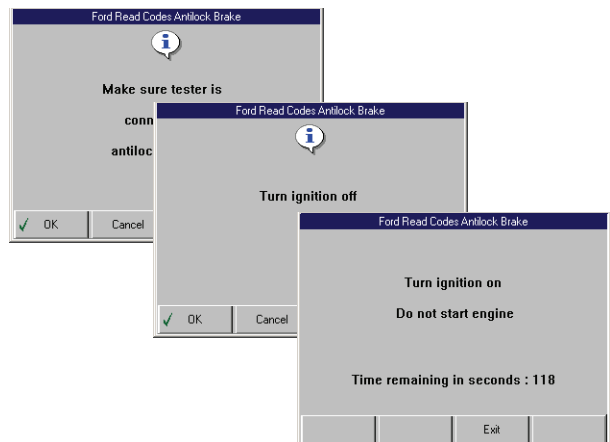 Ford Read Codes Antilock Brake
Make sure tester is
conn
antiloc
OK Cancel
Ford Read Codes Antilock Brake
Turn ignition off
OK Cancel
Ford Read Codes Antilock Brake
Turn ignition on
Do not start engine
Time remaining in seconds : 118
Exit